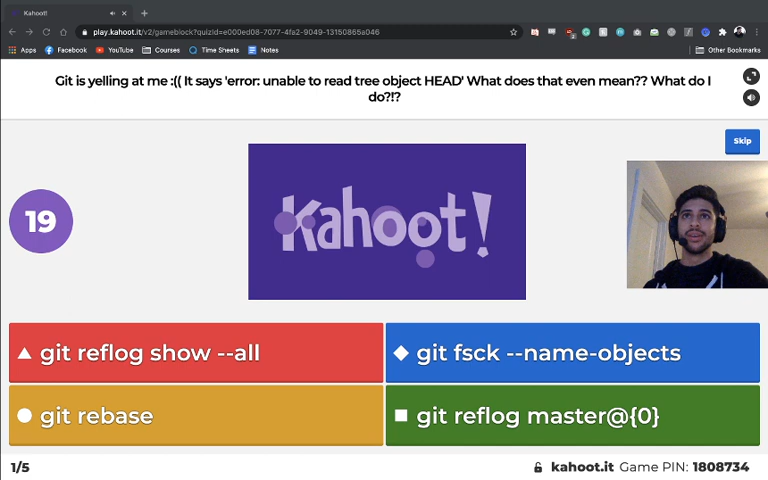 Kahoot!
play.kahoot.it/v2/gameblock?quizId=e000ed08-7077-4fa2-9049-13150865a046
Apps Facebook YouTube Courses Time Sheets Notes Other Bookmarks
Git is yelling at me :(( It says 'error: unable to read tree object HEAD' What does that even mean?? What do I
do?!?
Skip
19
Kahoot!
git reflog show --all
git fsck --name-objects
git rebase
git reflog master@{0}
1/5
kahoot.it Game PIN: 1808734